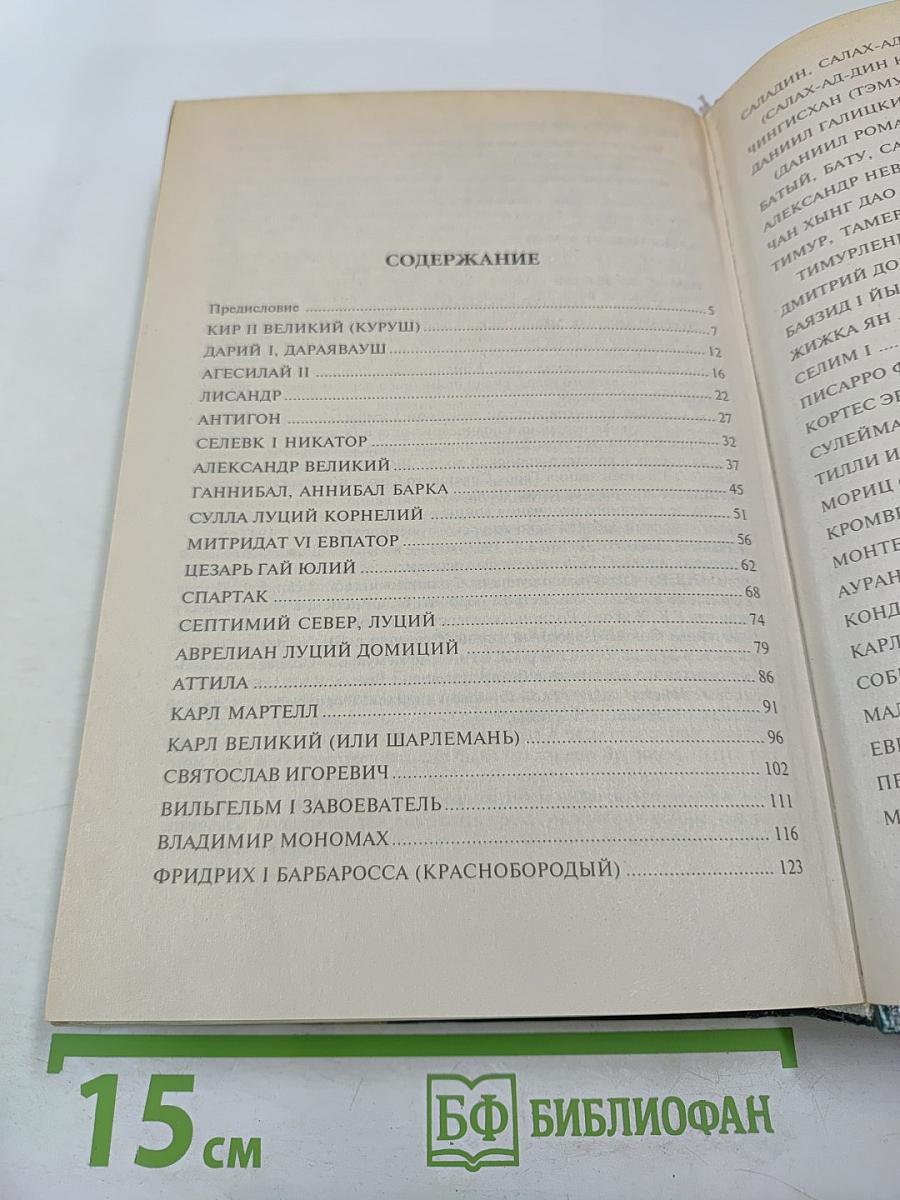 СОДЕРЖАНИЕ
Предисловие ........ 5
КИР II ВЕЛИКИЙ (КУРУШ) ........ 7
ДАРИЙ I, ДАРАЯВАУШ ........ 12
АГЕСИЛАЙ II ........ 16
ЛИСАНДР ........ 22
АНТИГОН ........ 27
СЕЛЕВК I НИКАТОР ........ 32
АЛЕКСАНДР ВЕЛИКИЙ ........ 37
ГАННИБАЛ, АННИБАЛ БАРКА ........ 45
СУЛЛА ЛУЦИЙ КОРНЕЛИЙ ........ 51
МИТРИДАТ VI ЕВПАТОР ........ 56
ЦЕЗАРЬ ГАЙ ЮЛИЙ ........ 62
СПАРТАК ........ 68
СЕПТИМИЙ СЕВЕР, ЛУЦИЙ ........ 74
АВРЕЛИАН ЛУЦИЙ ДОМИЦИЙ ........ 79
АТТИЛА ........ 86
КАРЛ МАРТЕЛЛ ........ 91
КАРЛ ВЕЛИКИЙ (ИЛИ ШАРЛЕМАНЬ) ........ 96
СВЯТОСЛАВ ИГОРЕВИЧ ........ 102
ВИЛЬГЕЛЬМ I ЗАВОЕВАТЕЛЬ ........ 111
ВЛАДИМИР МОНОМАХ ........ 116
ФРИДРИХ I БАРБАРОССА (КРАСНОБОРОДЫЙ) ........ 123
САЛАДИН, САЛАХ-АД
(САЛАХ-АД-ДИН
ЧИНГИСХАН (ТЭМУ
ДАНИИЛ ГАЛИЦКИ
(ДАНИИЛ РОМА
БАТЫЙ, БАТУ, СА
АЛЕКСАНДР НЕВ
ЧАН ХЫНГ ДАО
ТИМУР, ТАМЕР
ТИМУРЛЕН
ДМИТРИЙ ДО
БАЯЗИД I ЙЫ
ЖИЖКА ЯН
СЕЛИМ I ....
ПИСАРРО Ф
КОРТЕС ЭР
СУЛЕЙМА
ТИЛЛИ И
МОРИЦ
КРОМВЕ
МОНТЕ
АУРАН
КОНД
КАРЛ
СОБ
МАЛ
ЕВ
ПЕ
М
15 см
БФ БИБЛИОФАН